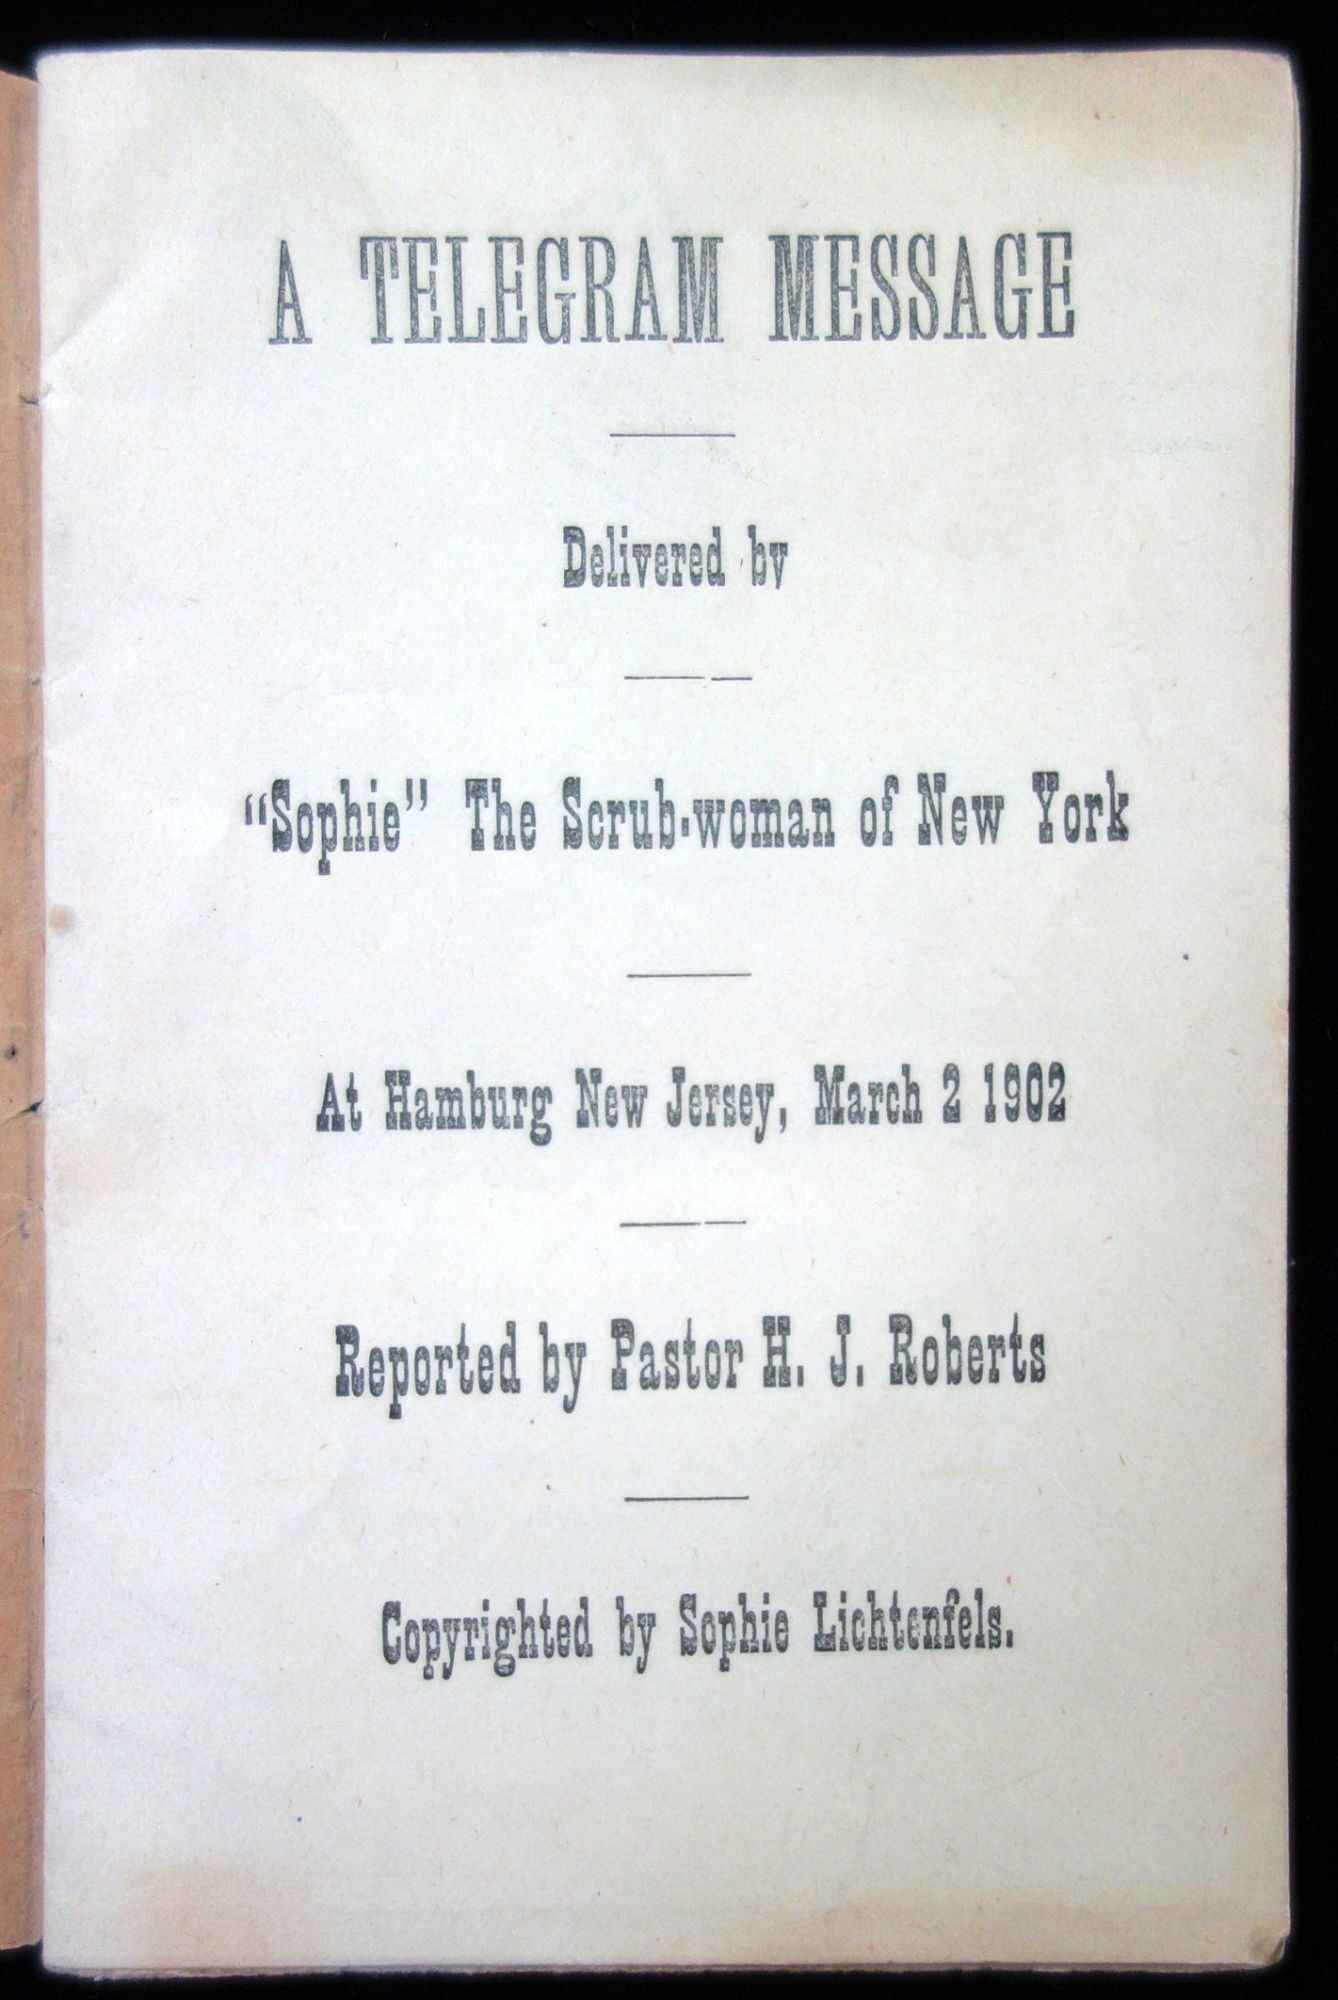 A TELEGRAM MESSAGE
Delivered by
"Sophie" The Scrub-woman of New York
At Hamburg New Jersey, March 2 1902
Reported by Pastor H. J. Roberts
Copyrighted by Sophie Lichtenfels.